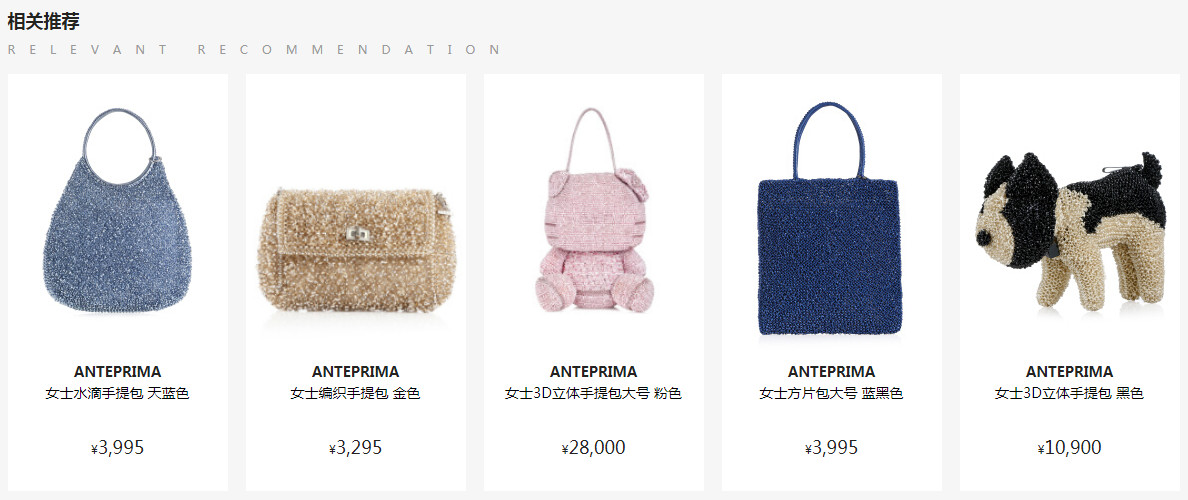 相关推荐
RELEVANT RECOMMENDATION
ANTEPRIMA
女士水滴手提包 天蓝色
¥3,995
ANTEPRIMA
女士编织手提包 金色
¥3,295
ANTEPRIMA
女士3D立体手提包大号 粉色
¥28,000
ANTEPRIMA
女士方片包大号 蓝黑色
¥3,995
ANTEPRIMA
女士3D立体手提包 黑色
¥10,900